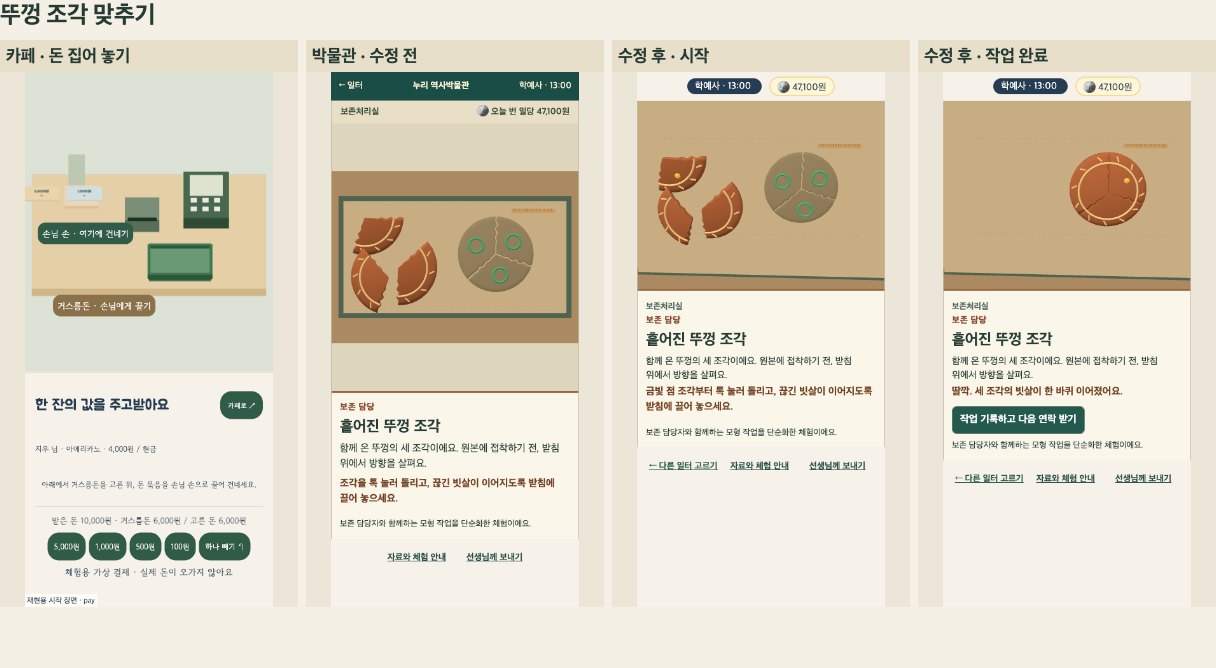 뚜껑 조각 맞추기
카페 · 돈 집어 놓기
손님 손 · 여기에 건네기
거스름돈 · 손님에게 끌기
한 잔의 값을 주고받아요
카페로 ↗
지우 님 · 아메리카노 · 4,000원 / 현금
아래에서 거스름돈을 고른 뒤, 돈 묶음을 손님 손으로 끌어 건네세요.
받은 돈 10,000원 · 거스름돈 6,000원 / 고른 돈 6,000원
5,000원
1,000원
500원
100원
하나 빼기
체험용 가상 결제 · 실제 돈이 오가지 않아요
재현용 시작 장면 · pay
박물관 · 수정 전
← 일터
누리 역사박물관
학예사 · 13:00
보존처리실
오늘 번 일당 47,100원
보존 담당
흩어진 뚜껑 조각
함께 온 뚜껑의 세 조각이에요. 원본에 접착하기 전, 받침
위에서 방향을 살펴요.
조각을 톡 눌러 돌리고, 끊긴 빗살이 이어지도록 받침에
끌어 놓으세요.
보존 담당자와 함께하는 모형 작업을 단순화한 체험이에요.
자료와 체험 안내
선생님께 보내기
수정 후 · 시작
학예사 · 13:00
47,100원
보존처리실
보존 담당
흩어진 뚜껑 조각
함께 온 뚜껑의 세 조각이에요. 원본에 접착하기 전, 받침
위에서 방향을 살펴요.
금빛 점 조각부터 톡 눌러 돌리고, 끊긴 빗살이 이어지도록
받침에 끌어 놓으세요.
보존 담당자와 함께하는 모형 작업을 단순화한 체험이에요.
← 다른 일터 고르기
자료와 체험 안내
선생님께 보내기
수정 후 · 작업 완료
학예사 · 13:00
47,100원
보존처리실
보존 담당
흩어진 뚜껑 조각
함께 온 뚜껑의 세 조각이에요. 원본에 접착하기 전, 받침
위에서 방향을 살펴요.
딸깍. 세 조각의 빗살이 한 바퀴 이어졌어요.
작업 기록하고 다음 연락 받기
보존 담당자와 함께하는 모형 작업을 단순화한 체험이에요.
← 다른 일터 고르기
자료와 체험 안내
선생님께 보내기